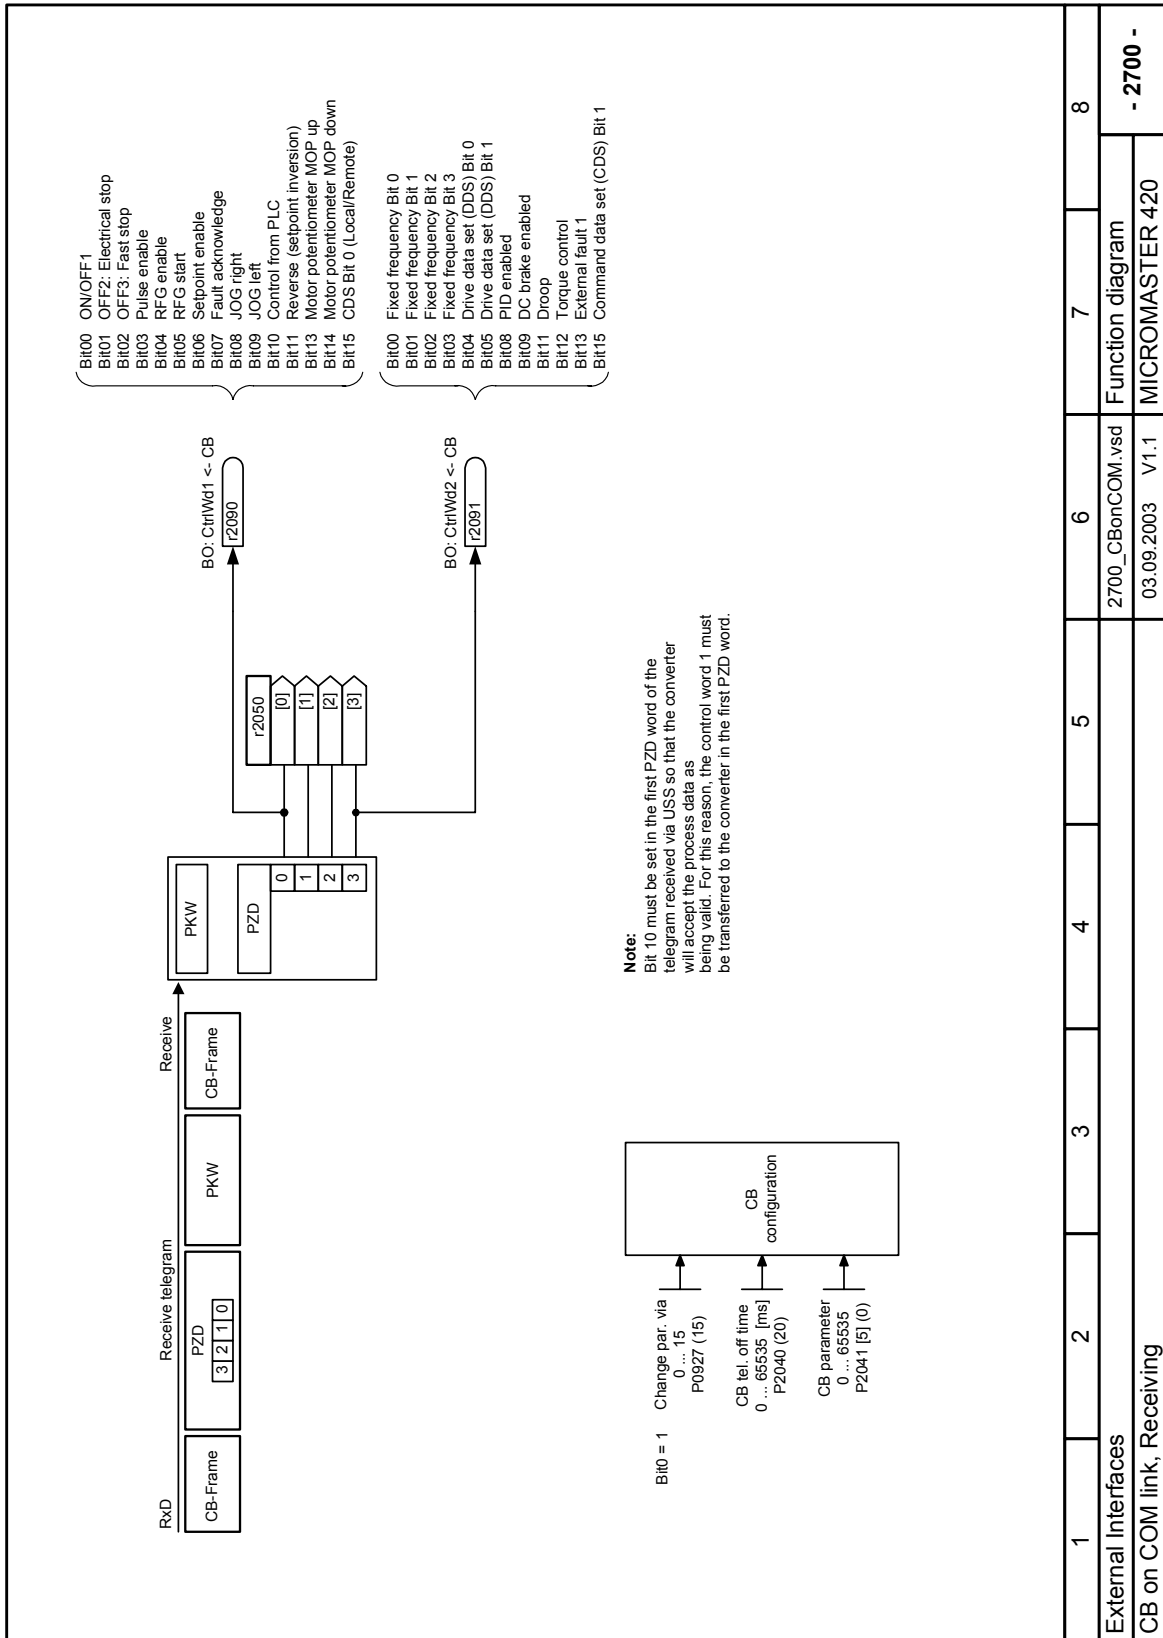 RxD
Receive telegram
Receive
CB-Frame
PZD
3 2 1 0
PKW
CB-Frame
PKW
PZD
0
1
2
3
r2050
[0]
[1]
[2]
[3]
BO: CtrlWd1 <- CB
r2090
Bit00 ON/OFF1
Bit01 OFF2: Electrical stop
Bit02 OFF3: Fast stop
Bit03 Pulse enable
Bit04 RFG enable
Bit05 RFG start
Bit06 Setpoint enable
Bit07 Fault acknowledge
Bit08 JOG right
Bit09 JOG left
Bit10 Control from PLC
Bit11 Reverse (setpoint inversion)
Bit13 Motor potentiometer MOP up
Bit14 Motor potentiometer MOP down
Bit15 CDS Bit 0 (Local/Remote)
BO: CtrlWd2 <- CB
r2091
Bit00 Fixed frequency Bit 0
Bit01 Fixed frequency Bit 1
Bit02 Fixed frequency Bit 2
Bit03 Fixed frequency Bit 3
Bit04 Drive data set (DDS) Bit 0
Bit05 Drive data set (DDS) Bit 1
Bit08 PID enabled
Bit09 DC brake enabled
Bit11 Droop
Bit12 Torque control
Bit13 External fault 1
Bit15 Command data set (CDS) Bit 1
Bit0 = 1
Change par. via
0 ... 15
P0927 (15)
CB tel. off time
0 ... 65535 [ms]
P2040 (20)
CB parameter
0 ... 65535
P2041 [5] (0)
CB
configuration
Note:
Bit 10 must be set in the first PZD word of the
telegram received via USS so that the converter
will accept the process data as
being valid. For this reason, the control word 1 must
be transferred to the converter in the first PZD word.
1 2 3 4 5 6 7 8
External Interfaces
2700_CBonCOM.vsd
Function diagram
- 2700 -
CB on COM link, Receiving
03.09.2003 V1.1
MICROMASTER 420